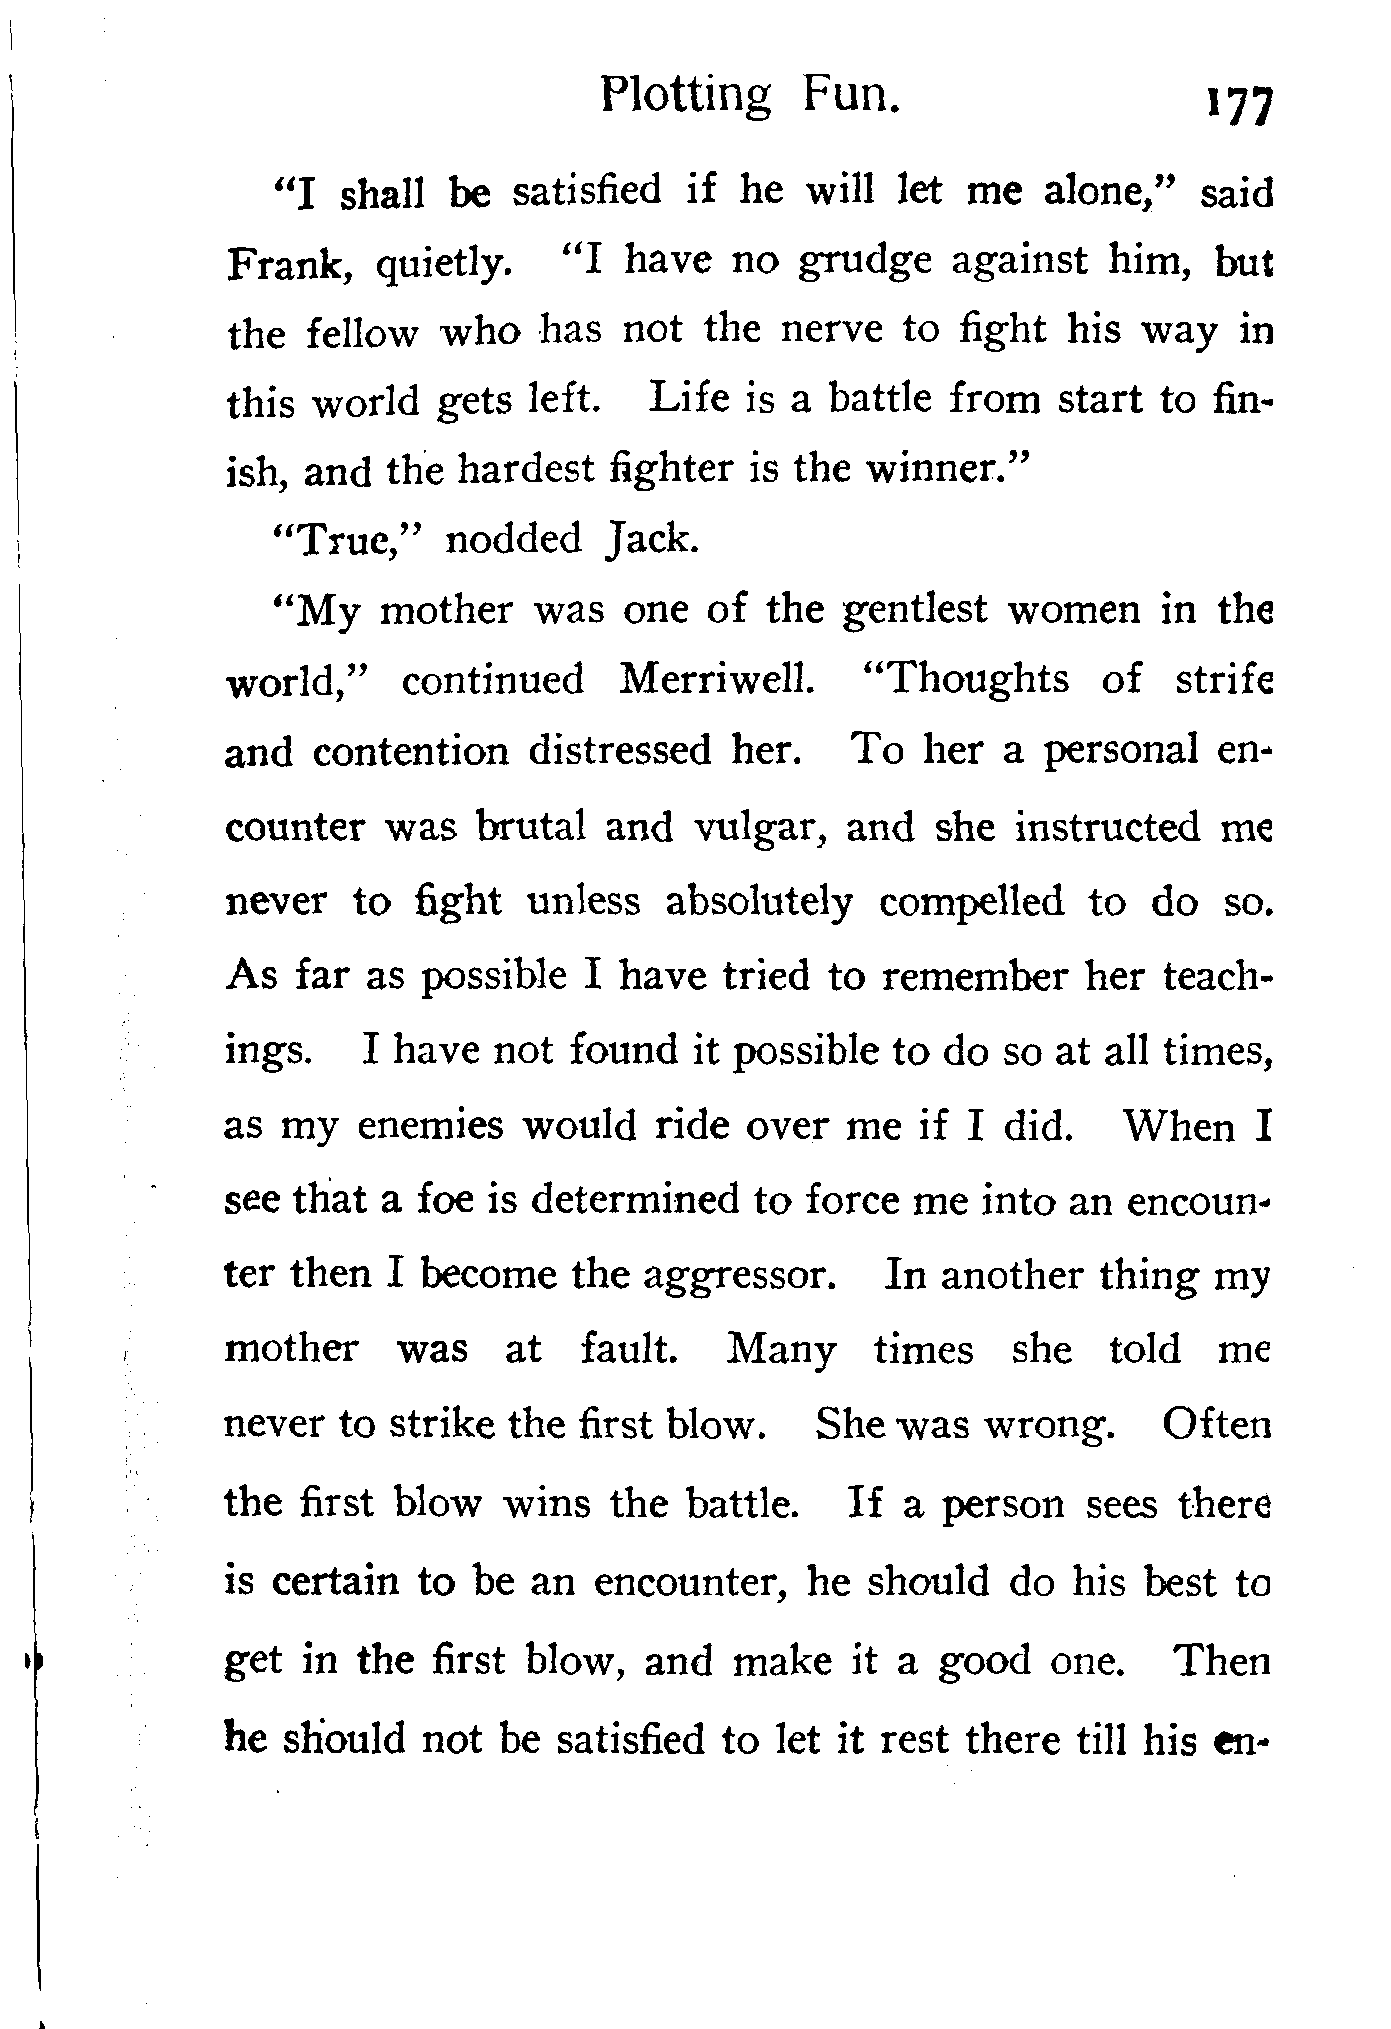 Plotting Fun. 177
“I shall be satisfied if he will let me alone,” said
Frank, quietly. “I have no grudge against him, but
the fellow who has not the nerve to fight his way in
this world gets left. Life is a battle from start to fin-
ish, and the hardest fighter is the winner.”
“True,” nodded Jack.
“My mother was one of the gentlest women in the
world,” continued Merriwell. “Thoughts of strife
and contention distressed her. To her a personal en-
counter was brutal and vulgar, and she instructed me
never to fight unless absolutely compelled to do so.
As far as possible I have tried to remember her teach-
ings. I have not found it possible to do so at all times,
as my enemies would ride over me if I did. When I
see that a foe is determined to force me into an encoun-
ter then I become the aggressor. In another thing my
mother was at fault. Many times she told me
never to strike the first blow. She was wrong. Often
the first blow wins the battle. If a person sees there
is certain to be an encounter, he should do his best to
get in the first blow, and make it a good one. Then
he should not be satisfied to let it rest there till his en-